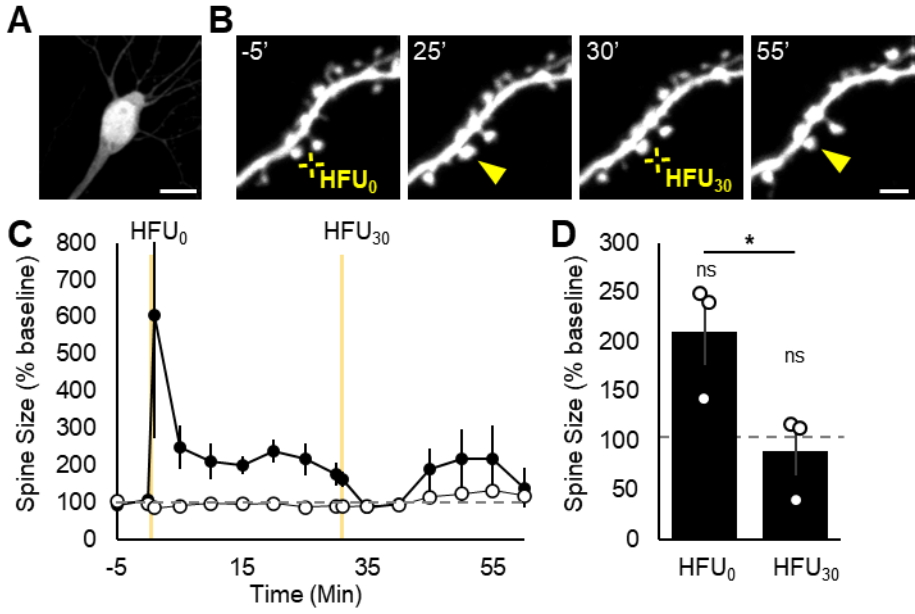 A
B
-5’
25’
30’
55’
HFU₀
HFU₃₀
C
HFU₀
HFU₃₀
Spine Size (% baseline)
800
700
600
500
400
300
200
100
0
-5
15
35
55
Time (Min)
D
Spine Size (% baseline)
300
250
200
150
100
50
0
*
ns
ns
HFU₀
HFU₃₀